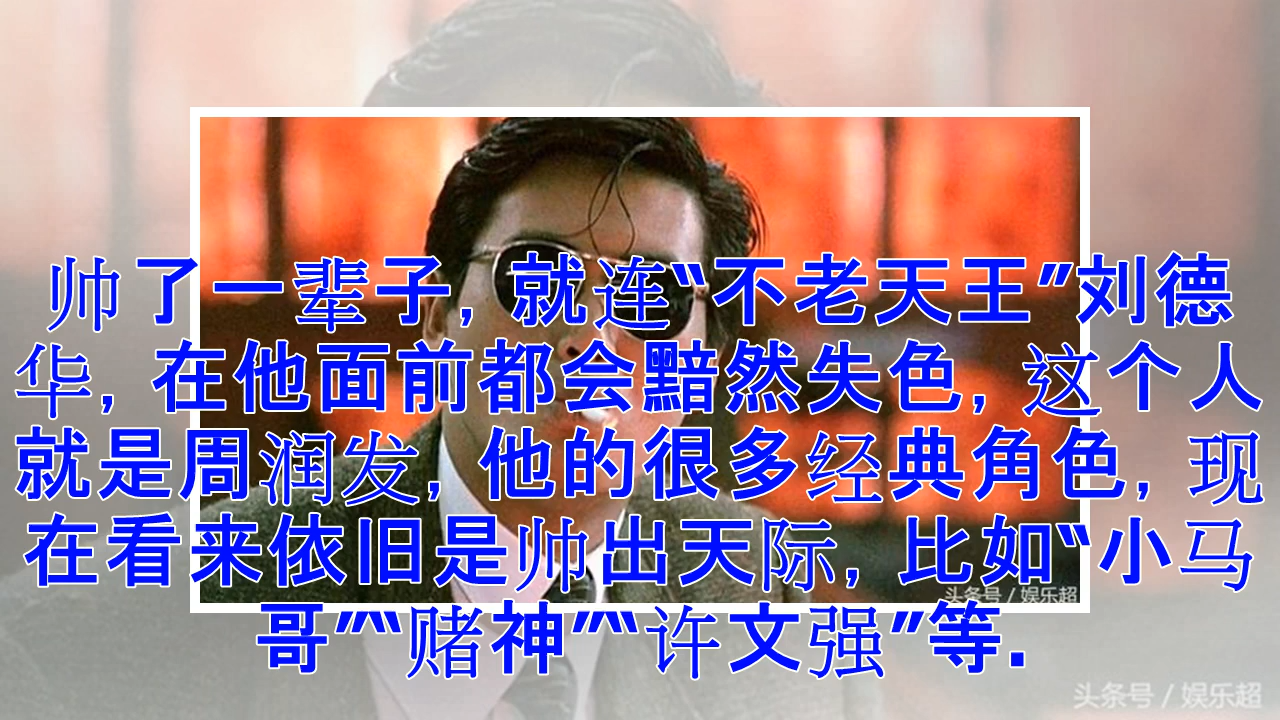 帅了一辈子,就连“不老天王”刘德
华,在他面前都会黯然失色,这个人
就是周润发,他的很多经典角色,现
在看来依旧是帅出天际,比如“小马
哥”“赌神”“许文强”等.
头条号 / 娱乐超
头条号 / 娱乐超